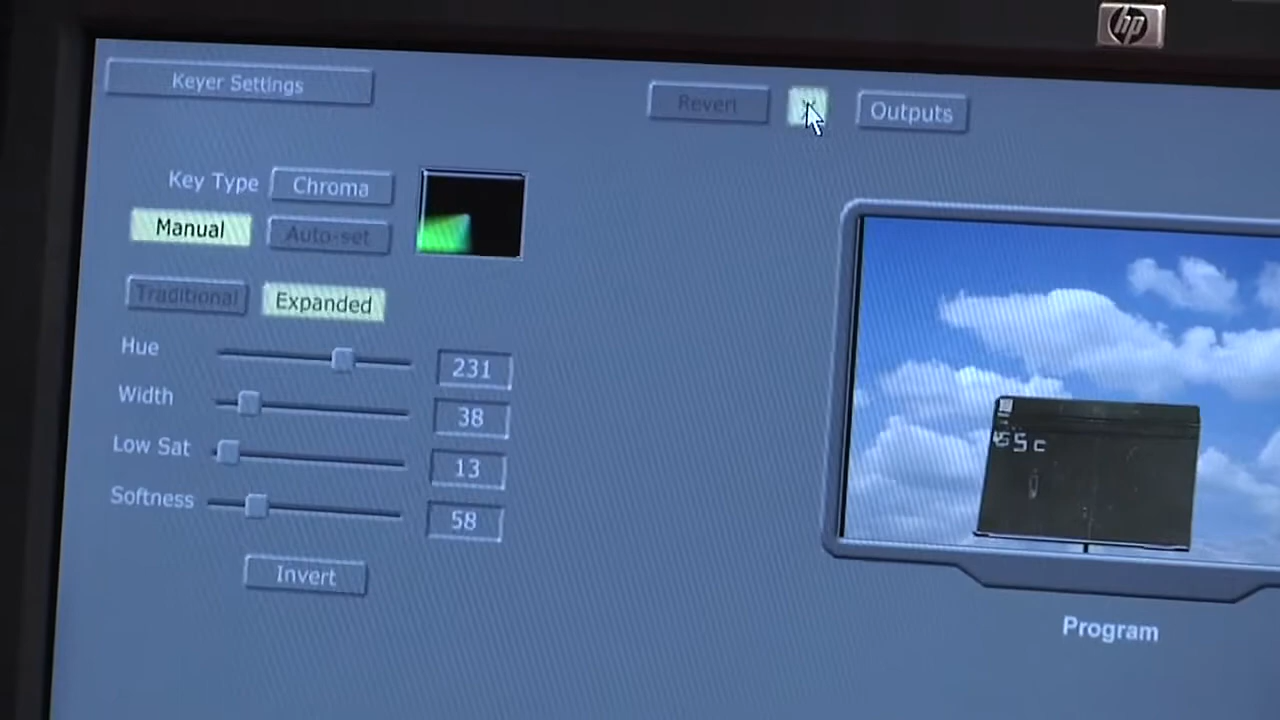 hp
Keyer Settings
Revert
Outputs
Key Type
Chroma
Manual
Auto-set
Traditional
Expanded
Hue
231
Width
38
Low Sat
13
Softness
58
Invert
Program